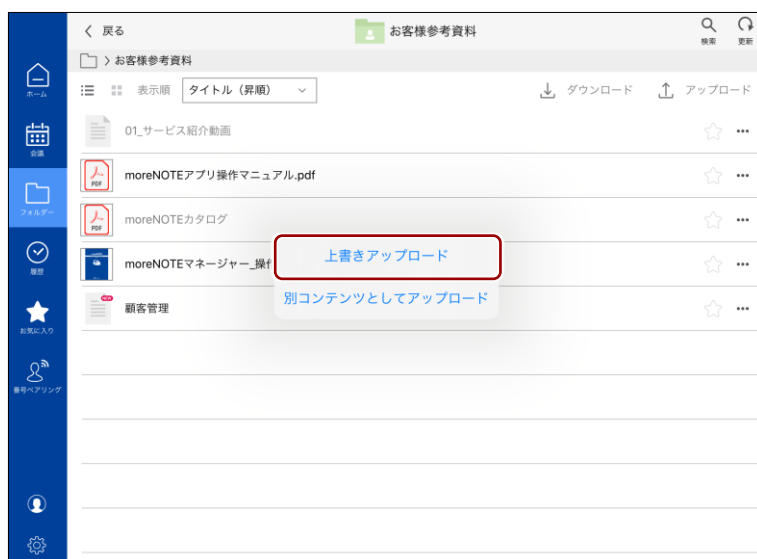 戻る
お客様参考資料
検索
更新
お客様参考資料
ホーム
表示順 タイトル（昇順）
ダウンロード
アップロード
01_サービス紹介動画
会議
PDF moreNOTEアプリ操作マニュアル.pdf
フォルダー
PDF moreNOTEカタログ
上書きアップロード
moreNOTEマネージャー_操作
履歴
NEW
別コンテンツとしてアップロード
顧客管理
お気に入り
番号ペアリング